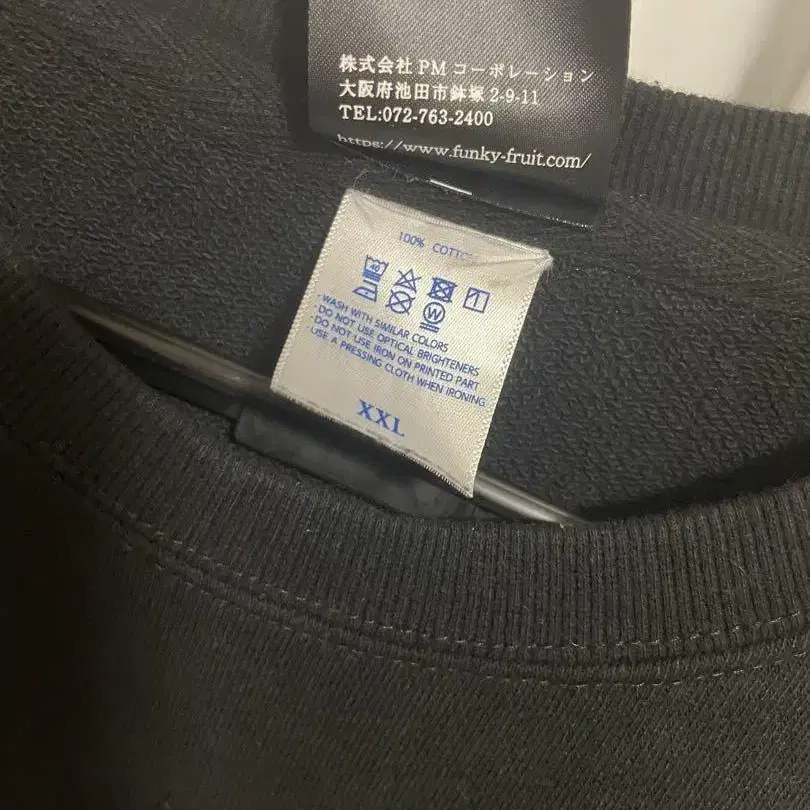 株式会社 PM コーポレーション
大阪府池田市鉢塚 2-9-11
TEL:072-763-2400
https://www.funky-fruit.com/
100% COTTON
40
W
・WASH WITH SIMILAR COLORS
・DO NOT USE OPTICAL BRIGHTENERS
・DO NOT USE IRON ON PRINTED PART
・USE A PRESSING CLOTH WHEN IRONING
XXL